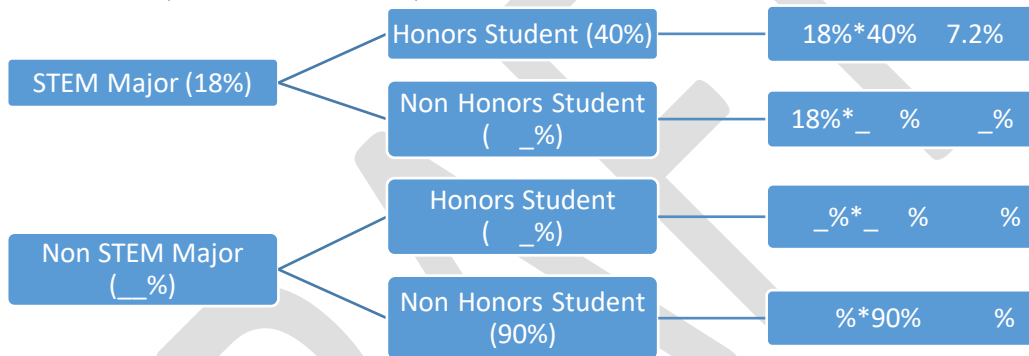 Honors Student (40%)
18%*40% 7.2%
STEM Major (18%)
Non Honors Student
( _%)
18%*_ % _%
Honors Student
( _%)
_%*_ % %
Non STEM Major
(__%)
Non Honors Student
(90%)
%*90% %